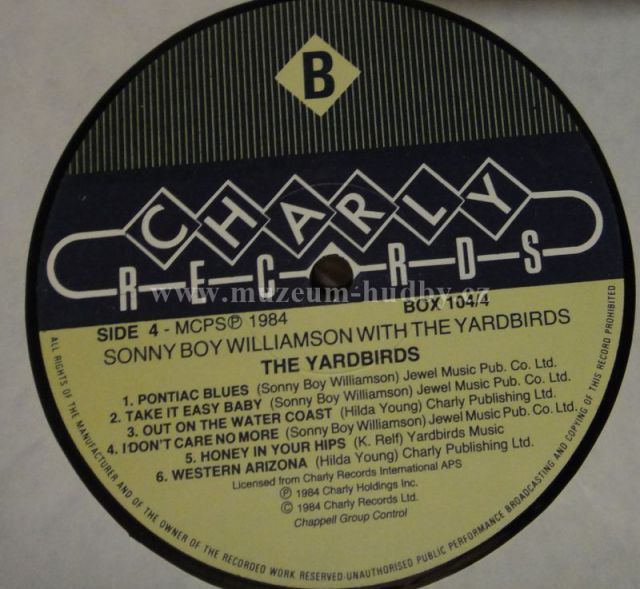 B
CHARLY
RECORDS
www.muzeum-hudby.cz
BOX 104/4
SIDE 4 - MCPS Ⓟ 1984
SONNY BOY WILLIAMSON WITH THE YARDBIRDS
THE YARDBIRDS
1. PONTIAC BLUES (Sonny Boy Williamson) Jewel Music Pub. Co. Ltd.
2. TAKE IT EASY BABY (Sonny Boy Williamson) Jewel Music Pub. Co. Ltd.
3. OUT ON THE WATER COAST (Hilda Young) Charly Publishing Ltd.
4. I DON'T CARE NO MORE (Sonny Boy Williamson) Jewel Music Pub. Co. Ltd.
5. HONEY IN YOUR HIPS (K. Relf) Yardbirds Music
6. WESTERN ARIZONA (Hilda Young) Charly Publishing Ltd.
Licensed from Charly Records International APS
Ⓟ 1984 Charly Holdings Inc.
© 1984 Charly Records Ltd.
Chappell Group Control
ALL RIGHTS OF THE MANUFACTURER AND OF THE OWNER OF THE RECORDED WORK RESERVED-UNAUTHORISED PUBLIC PERFORMANCE BROADCASTING AND COPYING OF THIS RECORD PROHIBITED